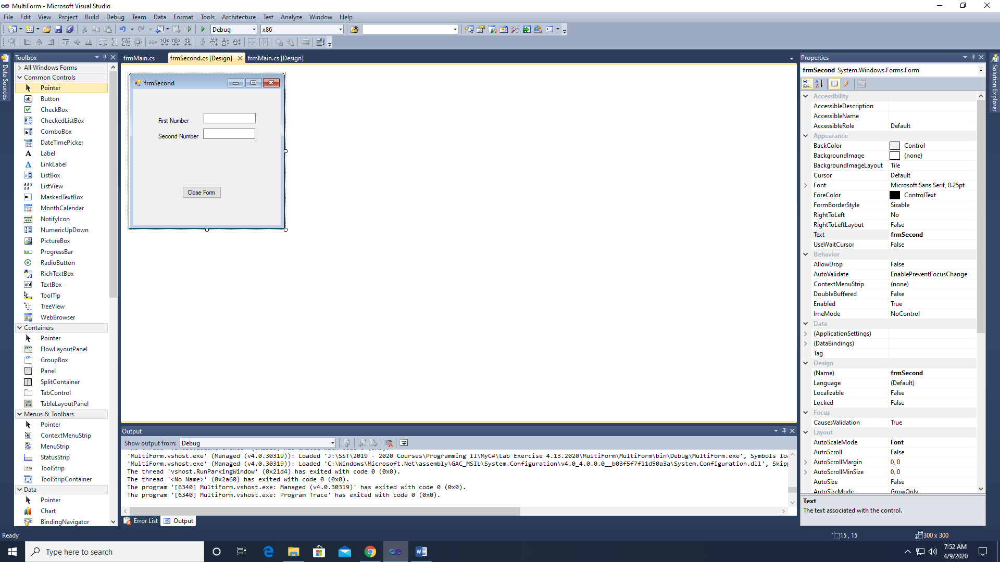 MultiForm - Microsoft Visual Studio
File Edit View Project Build Debug Team Data Format Tools Architecture Test Analyze Window Help
Debug x86
Data Sources
Toolbox
All Windows Forms
Common Controls
Pointer
Button
CheckBox
CheckedListBox
ComboBox
DateTimePicker
Label
LinkLabel
ListBox
ListView
MaskedTextBox
MonthCalendar
NotifyIcon
NumericUpDown
PictureBox
ProgressBar
RadioButton
RichTextBox
TextBox
ToolTip
TreeView
WebBrowser
Containers
Pointer
FlowLayoutPanel
GroupBox
Panel
SplitContainer
TabControl
TableLayoutPanel
Menus & Toolbars
Pointer
ContextMenuStrip
MenuStrip
StatusStrip
ToolStrip
ToolStripContainer
Data
Pointer
Chart
BindingNavigator
frmMain.cs frmSecond.cs [Design] frmMain.cs [Design]
frmSecond
First Number
Second Number
Close Form
Output
Show output from: Debug
'MultiForm.vshost.exe' (Managed (v4.0.30319)): Loaded 'J:\SST\2019 - 2020 Courses\Programming II\MyC#\Lab Exercise 4.13.2020\MultiForm\MultiForm\bin\Debug\MultiForm.exe', Symbols loa
'MultiForm.vshost.exe' (Managed (v4.0.30319)): Loaded 'C:\Windows\Microsoft.Net\assembly\GAC_MSIL\System.Configuration\v4.0_4.0.0.0__b03f5f7f11d50a3a\System.Configuration.dll', Skipp
The thread 'vshost.RunParkingWindow' (0x21d4) has exited with code 0 (0x0).
The thread '<No Name>' (0x2a60) has exited with code 0 (0x0).
The program '[6340] MultiForm.vshost.exe: Managed (v4.0.30319)' has exited with code 0 (0x0).
The program '[6340] MultiForm.vshost.exe: Program Trace' has exited with code 0 (0x0).
Error List Output
Properties
frmSecond System.Windows.Forms.Form
Accessibility
AccessibleDescription
AccessibleName
AccessibleRole Default
Appearance
BackColor Control
BackgroundImage (none)
BackgroundImageLayout Tile
Cursor Default
Font Microsoft Sans Serif, 8.25pt
ForeColor ControlText
FormBorderStyle Sizable
RightToLeft No
RightToLeftLayout False
Text frmSecond
UseWaitCursor False
Behavior
AllowDrop False
AutoValidate EnablePreventFocusChange
ContextMenuStrip (none)
DoubleBuffered False
Enabled True
ImeMode NoControl
Data
(ApplicationSettings)
(DataBindings)
Tag
Design
(Name) frmSecond
Language (Default)
Localizable False
Locked False
Focus
CausesValidation True
Layout
AutoScaleMode Font
AutoScroll False
AutoScrollMargin 0, 0
AutoScrollMinSize 0, 0
AutoSize False
AutoSizeMode GrowOnly
Text
The text associated with the control.
Solution Explorer
Ready 15 , 15 300 x 300
Type here to search
7:52 AM
4/9/2020